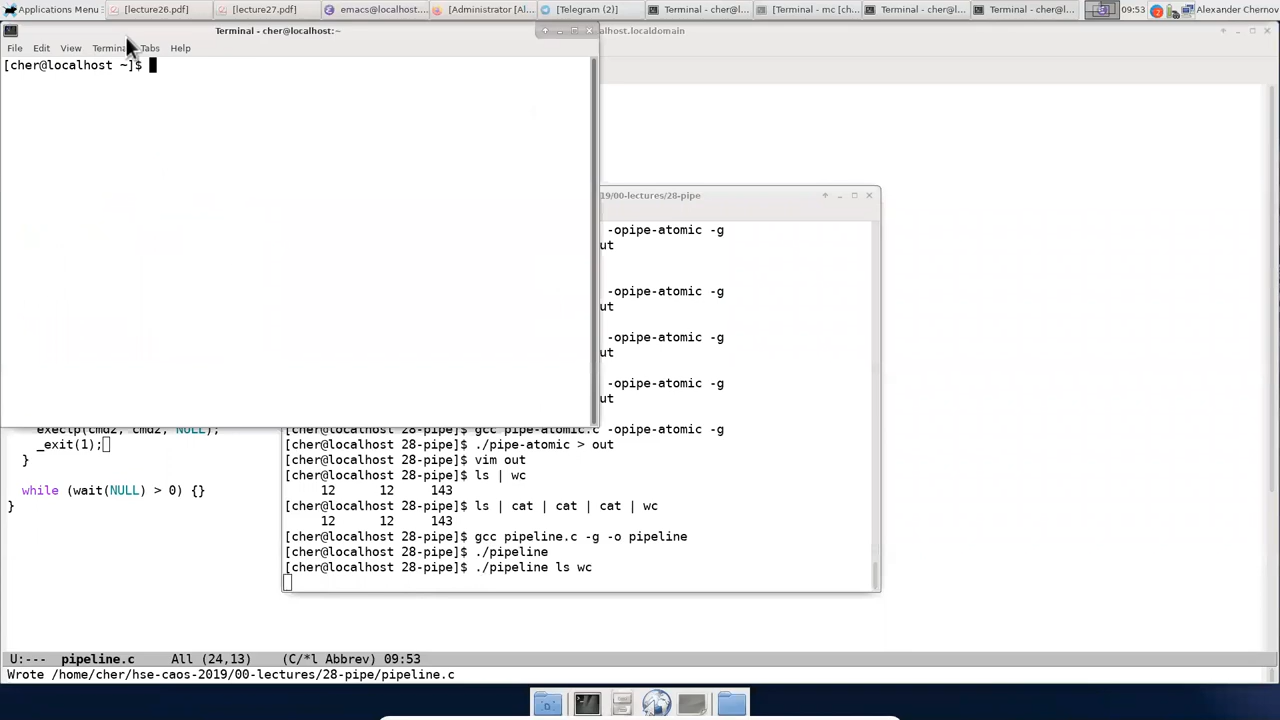 Applications Menu
[lecture26.pdf]
[lecture27.pdf]
emacs@localhost....
[Administrator [Al...
[Telegram (2)]
Terminal - cher@l...
[Terminal - mc [ch...
Terminal - cher@l...
Terminal - cher@l...
09:53
Alexander Chernov
Terminal - cher@localhost:~
alhost.localdomain
File Edit View Terminal Tabs Help
[cher@localhost ~]$
19/00-lectures/28-pipe
-opipe-atomic -g
ut
-opipe-atomic -g
ut
-opipe-atomic -g
ut
-opipe-atomic -g
ut
[cher@localhost 28-pipe]$ gcc pipe-atomic.c -opipe-atomic -g
[cher@localhost 28-pipe]$ ./pipe-atomic > out
[cher@localhost 28-pipe]$ vim out
[cher@localhost 28-pipe]$ ls | wc
12 12 143
[cher@localhost 28-pipe]$ ls | cat | cat | cat | wc
12 12 143
[cher@localhost 28-pipe]$ gcc pipeline.c -g -o pipeline
[cher@localhost 28-pipe]$ ./pipeline
[cher@localhost 28-pipe]$ ./pipeline ls wc
execlp(cmd2, cmd2, NULL);
_exit(1);
}
while (wait(NULL) > 0) {}
}
U:--- pipeline.c All (24,13) (C/*l Abbrev) 09:53
Wrote /home/cher/hse-caos-2019/00-lectures/28-pipe/pipeline.c